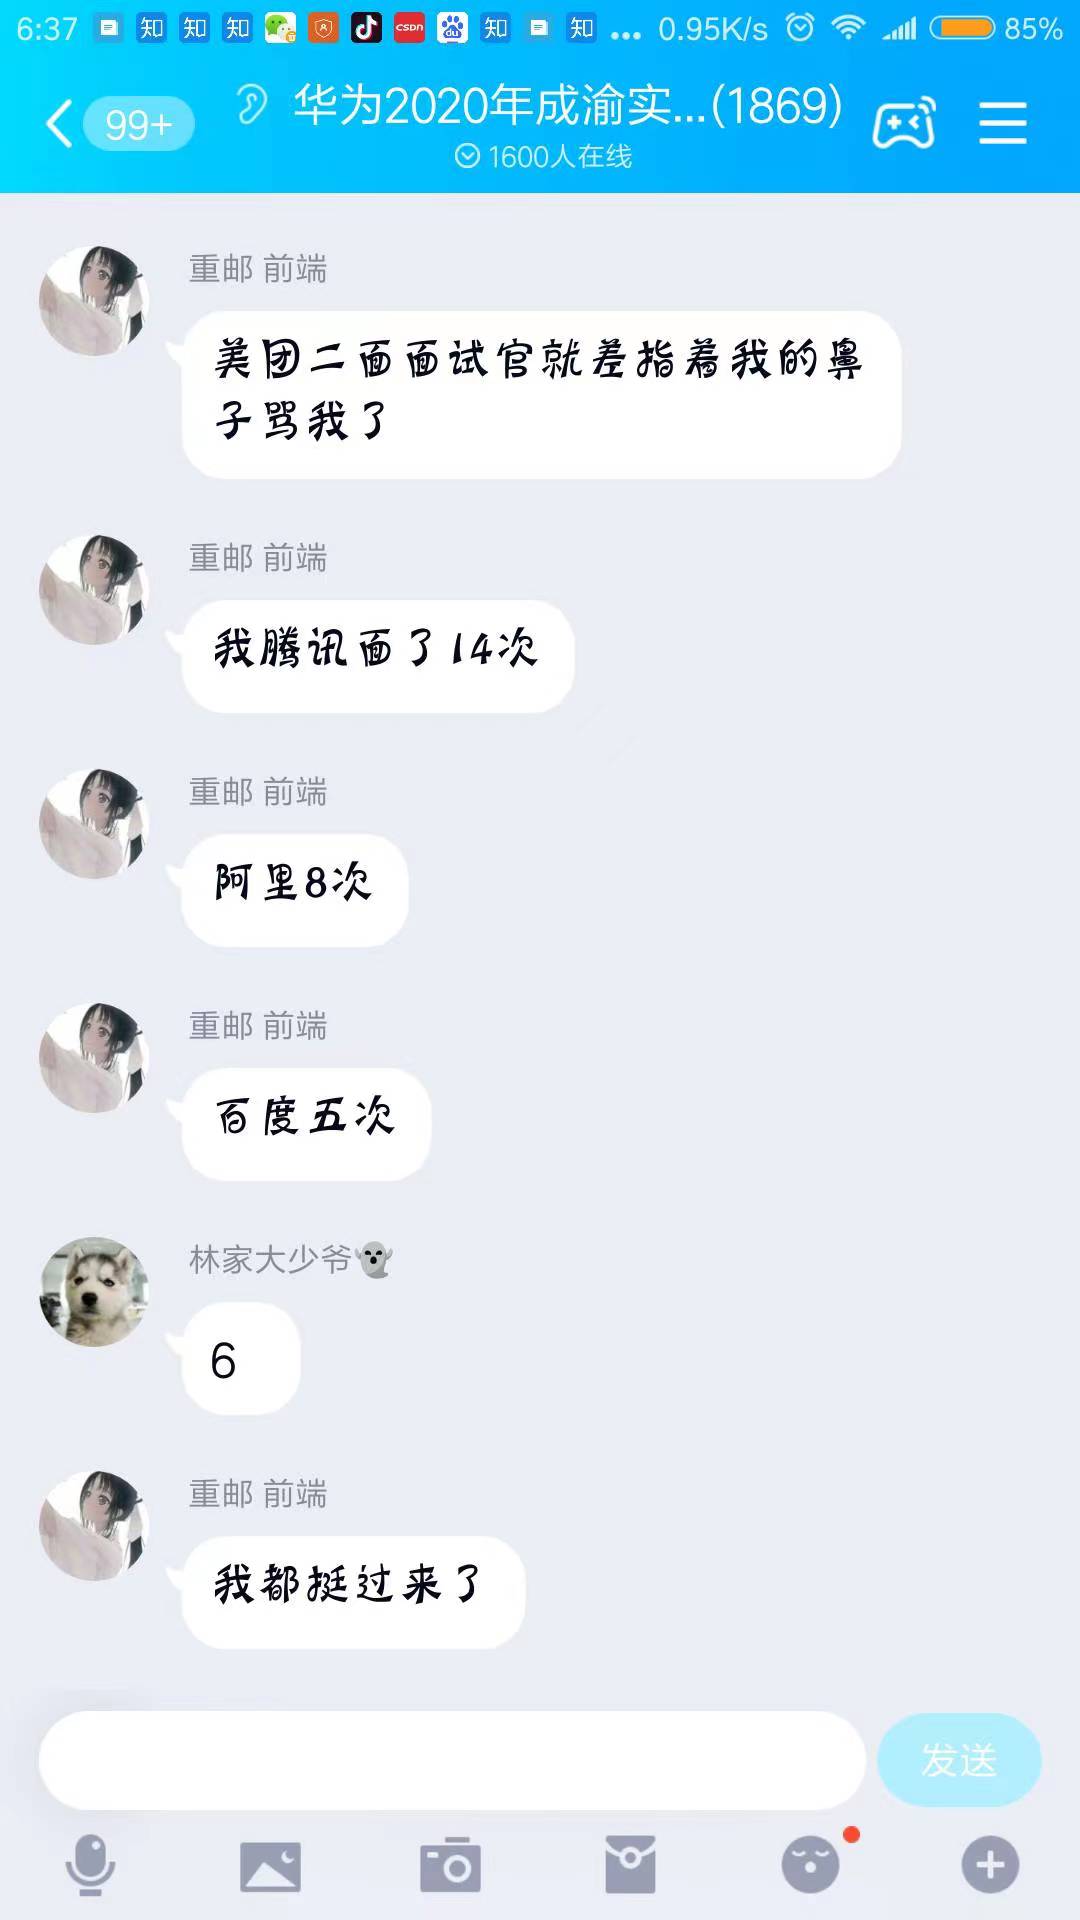 6:37
知
知
知
CSDN
du
知
知
... 0.95K/s
85%
99+
华为2020年成渝实...(1869)
1600人在线
重邮 前端
美团二面面试官就差指着我的鼻
子骂我了
重邮 前端
我腾讯面了14次
重邮 前端
阿里8次
重邮 前端
百度五次
林家大少爷👻
6
重邮 前端
我都挺过来了
发送